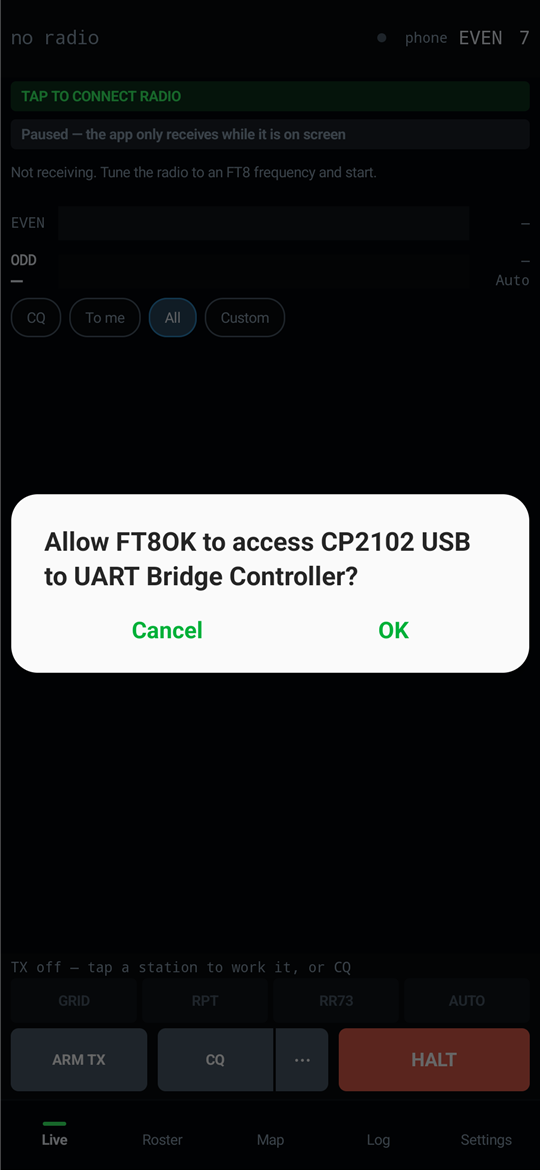 no radio
phone EVEN 7
TAP TO CONNECT RADIO
Paused — the app only receives while it is on screen
Not receiving. Tune the radio to an FT8 frequency and start.
EVEN –
ODD –
— Auto
CQ To me All Custom
Allow FT8OK to access CP2102 USB
to UART Bridge Controller?
Cancel OK
TX off — tap a station to work it, or CQ
GRID RPT RR73 AUTO
ARM TX CQ ... HALT
Live Roster Map Log Settings